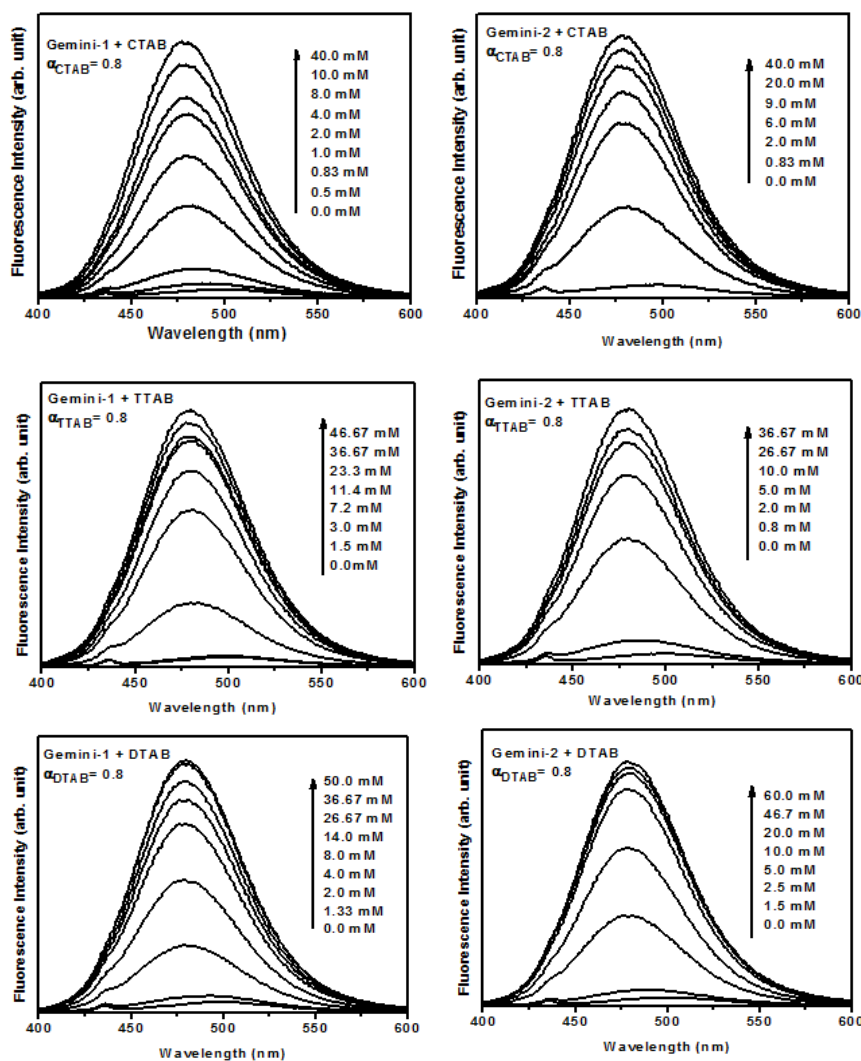 Fluorescence Intensity (arb. unit)
Gemini-1 + CTAB
αCTAB= 0.8
40.0 mM
10.0 mM
8.0 mM
4.0 mM
2.0 mM
1.0 mM
0.83 mM
0.5 mM
0.0 mM
400 450 500 550 600
Wavelength (nm)
Fluorescence Intensity (arb. unit)
Gemini-2 + CTAB
αCTAB= 0.8
40.0 mM
20.0 mM
9.0 mM
6.0 mM
2.0 mM
0.83 mM
0.0 mM
400 450 500 550 600
Wavelength (nm)
Fluorescence Intensity (arb. unit)
Gemini-1 + TTAB
αTTAB= 0.8
46.67 mM
36.67 mM
23.3 mM
11.4 mM
7.2 mM
3.0 mM
1.5 mM
0.0mM
400 450 500 550 600
Wavelength (nm)
Fluorescence Intensity (arb. unit)
Gemini-2 + TTAB
αTTAB= 0.8
36.67 mM
26.67 mM
10.0 mM
5.0 mM
2.0 mM
0.8 mM
0.0 mM
400 450 500 550 600
Wavelength (nm)
Fluorescence Intensity (arb. unit)
Gemini-1 + DTAB
αDTAB= 0.8
50.0 mM
36.67 mM
26.67 mM
14.0 mM
8.0 mM
4.0 mM
2.0 mM
1.33 mM
0.0 mM
400 450 500 550 600
Wavelength (nm)
Fluorescence Intensity (arb. unit)
Gemini-2 + DTAB
αDTAB= 0.8
60.0 mM
46.7 mM
20.0 mM
10.0 mM
5.0 mM
2.5 mM
1.5 mM
0.0 mM
400 450 500 550 600
Wavelength (nm)